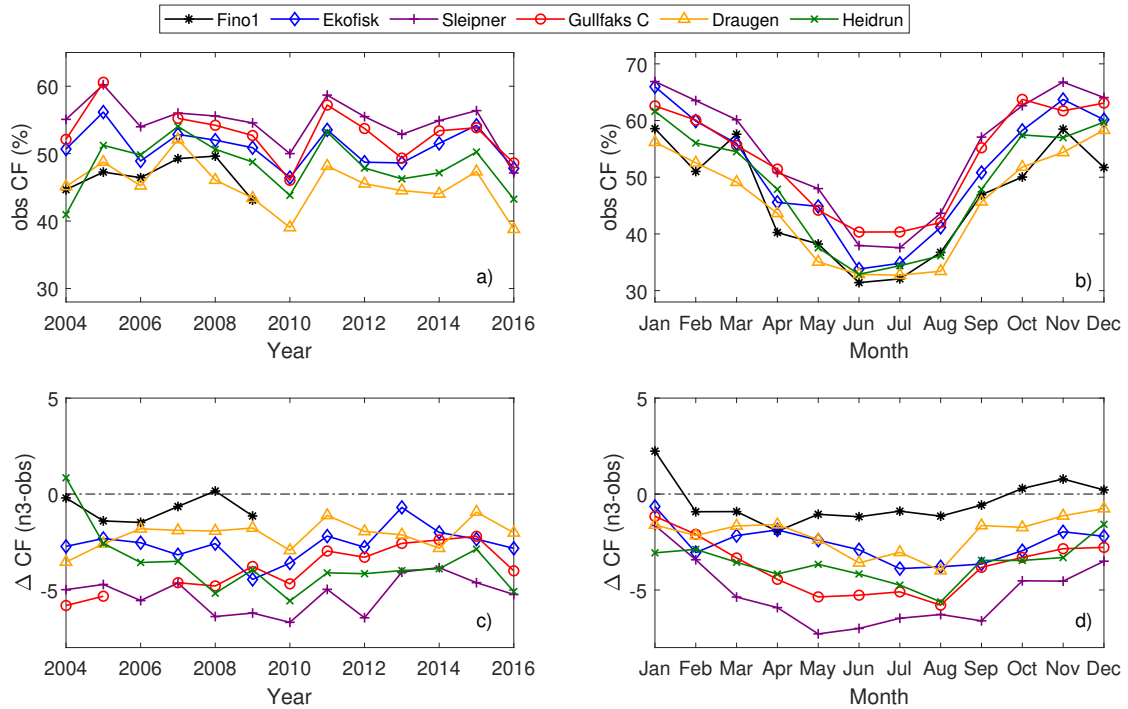 Fino1 Ekofisk Sleipner Gullfaks C Draugen Heidrun
obs CF (%)
60
50
40
30
a)
2004 2006 2008 2010 2012 2014 2016
Year
obs CF (%)
70
60
50
40
30
b)
Jan Feb Mar Apr May Jun Jul Aug Sep Oct Nov Dec
Month
Δ CF (n3-obs)
5
0
-5
c)
2004 2006 2008 2010 2012 2014 2016
Year
Δ CF (n3-obs)
5
0
-5
d)
Jan Feb Mar Apr May Jun Jul Aug Sep Oct Nov Dec
Month